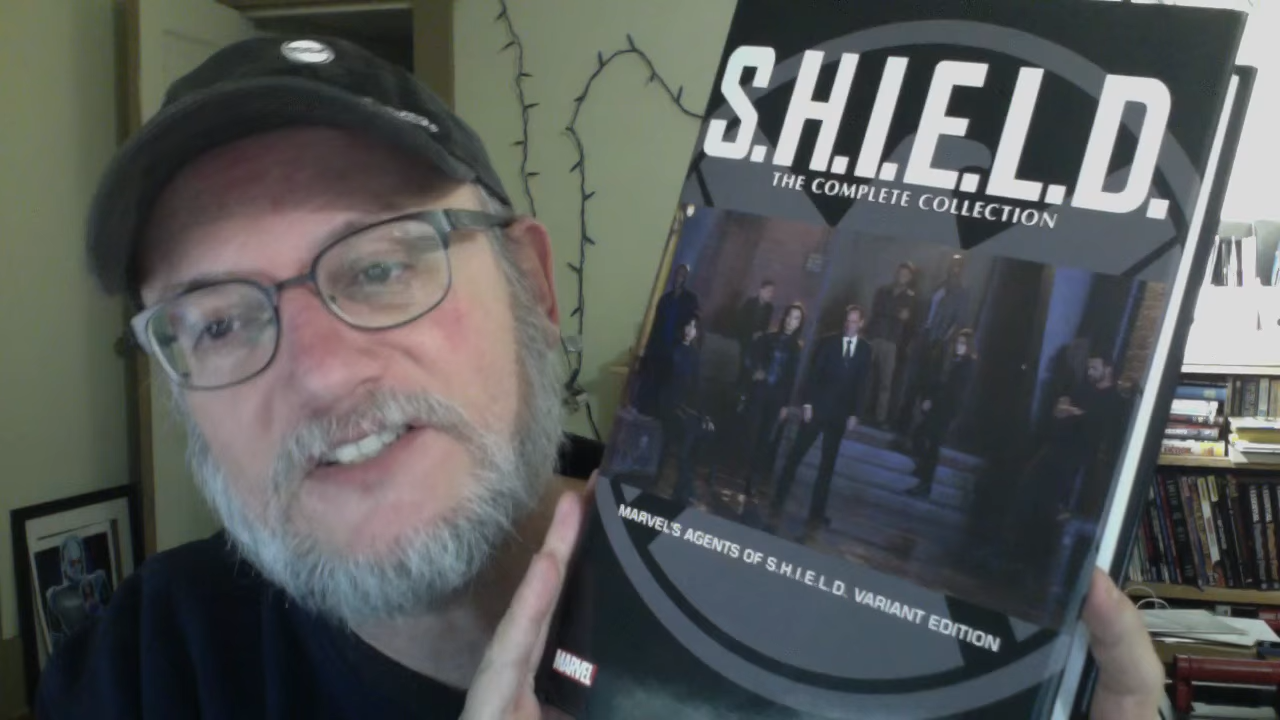 S.H.I.E.L.D.
THE COMPLETE COLLECTION
MARVEL'S AGENTS OF S.H.I.E.L.D. VARIANT EDITION
MARVEL